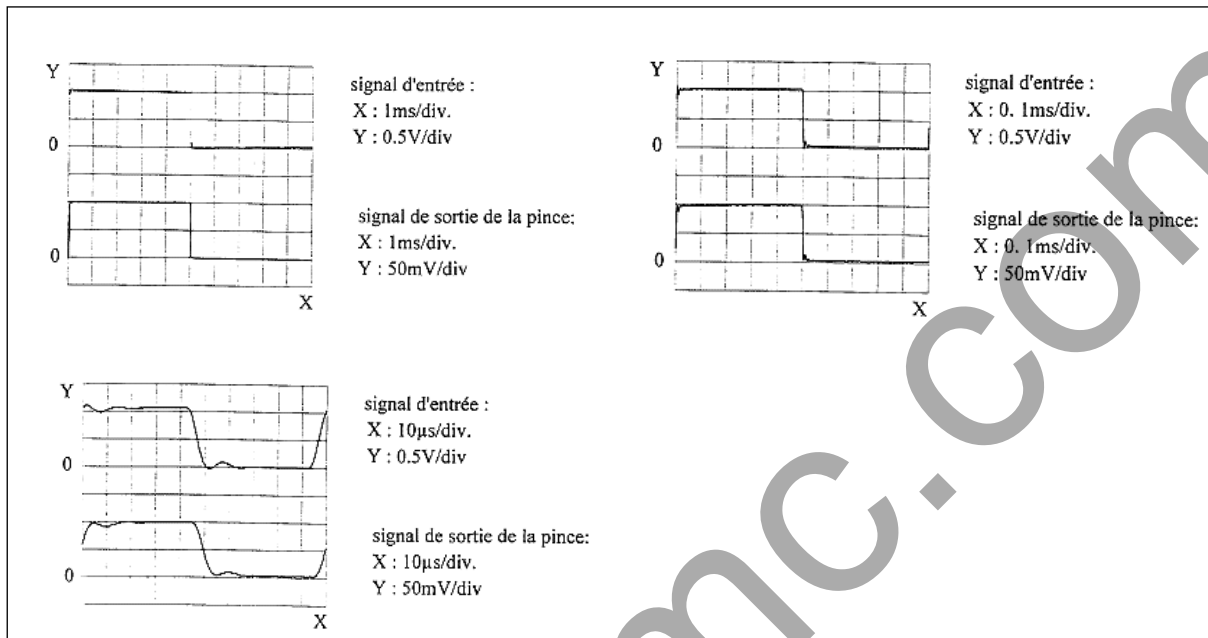 Y
0
0
X
signal d'entrée :
X : 1ms/div.
Y : 0.5V/div
signal de sortie de la pince:
X : 1ms/div.
Y : 50mV/div
Y
0
0
X
signal d'entrée :
X : 0. 1ms/div.
Y : 0.5V/div
signal de sortie de la pince:
X : 0. 1ms/div.
Y : 50mV/div
Y
0
0
X
signal d'entrée :
X : 10µs/div.
Y : 0.5V/div
signal de sortie de la pince:
X : 10µs/div.
Y : 50mV/div
mc.com